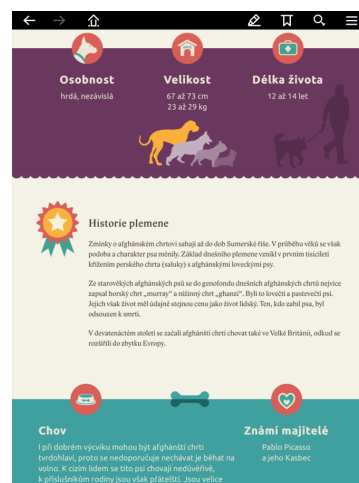 Osobnost
hrdá, nezávislá
Velikost
67 až 73 cm
23 až 29 kg
Délka života
12 až 14 let
Historie plemene
Zmínky o afghánském chrtovi sahají až do dob Sumerské říše. V průběhu věků se však
podoba a charakter psa měnily. Základ dnešního plemene vznikl v prvním tisíciletí
křížením perského chrta (saluky) s afghánskými loveckými psy.
Ze starověkých afghánských psů se do genofondu dnešních afghánských chrtů nejvíce
zapsal horský chrt „murray“ a nížinný chrt „ghanzi“. Byli to lovečtí a pastevečtí psi.
Jejich život měl údajně stejnou cenu jako život lidský. Ten, kdo zabil psa, byl
odsouzen k smrti.
V devatenáctém století se začali afghánští chrti chovat také ve Velké Británii, odkud se
rozšířili do zbytku Evropy.
Chov
I při dobrém výcviku mohou být afghánští chrti
tvrdohlaví, proto se nedoporučuje nechávat je běhat na
volno. K cizím lidem se tito psi chovají nedůvěřivě,
k příslušníkům rodiny jsou však přátelští. Jsou velice
Známí majitelé
Pablo Picasso
a jeho Kasbec